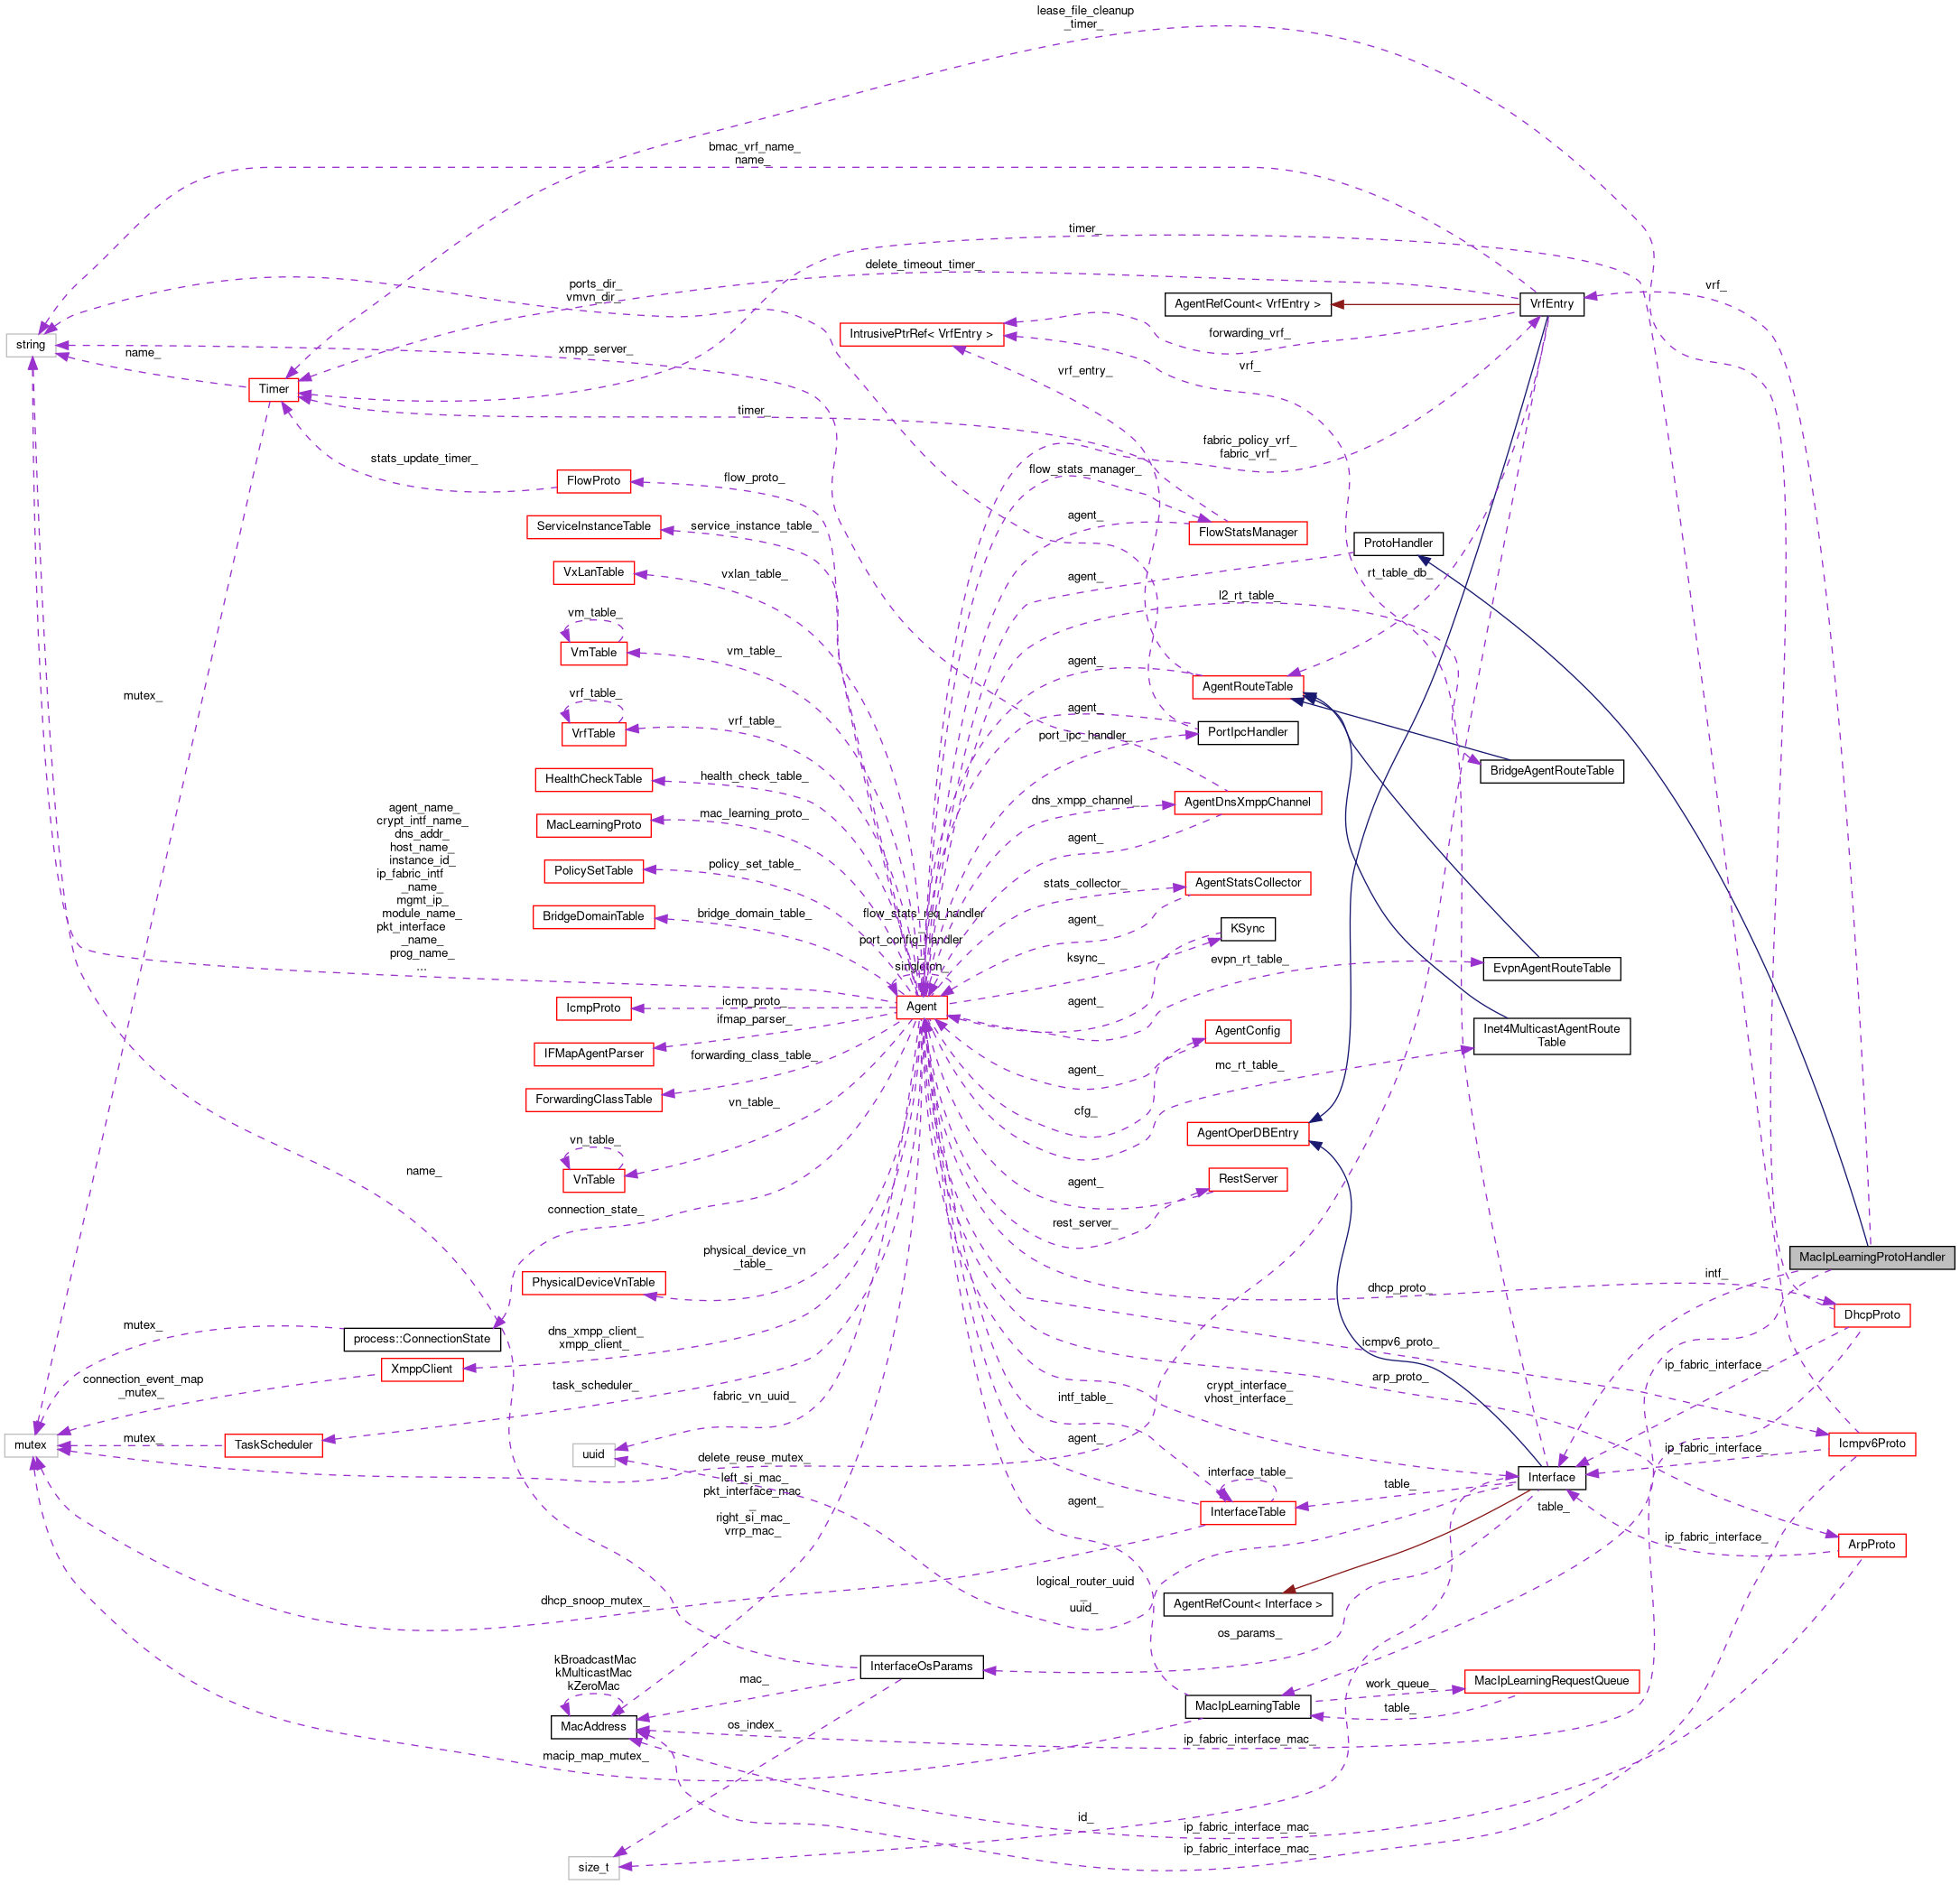 lease_file_cleanup
_timer_
bmac_vrf_name_
name_
timer_
delete_timeout_timer_
vrf_
ports_dir_
vmvn_dir_
AgentRefCount< VrfEntry >
VrfEntry
IntrusivePtrRef< VrfEntry >
forwarding_vrf_
string
name_
xmpp_server_
vrf_
vrf_entry_
Timer
timer_
fabric_policy_vrf_
fabric_vrf_
stats_update_timer_
FlowProto
flow_proto_
flow_stats_manager_
ServiceInstanceTable
service_instance_table_
agent_
FlowStatsManager
ProtoHandler
VxLanTable
vxlan_table_
agent_
rt_table_db_
l2_rt_table_
vm_table_
VmTable
vm_table_
agent_
AgentRouteTable
mutex_
vrf_table_
VrfTable
vrf_table_
agent_
port_ipc_handler_
PortIpcHandler
BridgeAgentRouteTable
HealthCheckTable
health_check_table_
dns_xmpp_channel_
AgentDnsXmppChannel
agent_name_
crypt_intf_name_
dns_addr_
host_name_
instance_id_
ip_fabric_intf
_name_
mgmt_ip_
module_name_
pkt_interface
_name_
prog_name_
...
MacLearningProto
mac_learning_proto_
agent_
PolicySetTable
policy_set_table_
stats_collector_
AgentStatsCollector
BridgeDomainTable
bridge_domain_table_
flow_stats_req_handler_
port_config_handler_
singleton_
agent_
KSync
ksync_
evpn_rt_table_
EvpnAgentRouteTable
IcmpProto
icmp_proto_
Agent
agent_
ifmap_parser_
IFMapAgentParser
AgentConfig
Inet4MulticastAgentRoute
Table
forwarding_class_table_
agent_
mc_rt_table_
ForwardingClassTable
vn_table_
cfg_
AgentOperDBEntry
vn_table_
VnTable
name_
agent_
RestServer
connection_state_
rest_server_
physical_device_vn
_table_
PhysicalDeviceVnTable
MacIpLearningProtoHandler
intf_
dhcp_proto_
DhcpProto
mutex_
process::ConnectionState
dns_xmpp_client_
xmpp_client_
XmppClient
icmpv6_proto_
ip_fabric_interface_
arp_proto_
connection_event_map
_mutex_
task_scheduler_
fabric_vn_uuid_
intf_table_
crypt_interface_
vhost_interface_
mutex
mutex_
TaskScheduler
uuid
agent_
Icmpv6Proto
ip_fabric_interface_
delete_reuse_mutex_
left_si_mac_
pkt_interface_mac
_
right_si_mac_
vrrp_mac_
interface_table_
InterfaceTable
table_
Interface
table_
agent_
ip_fabric_interface_
ArpProto
dhcp_snoop_mutex_
logical_router_uuid
_
uuid_
AgentRefCount< Interface >
os_params_
kBroadcastMac
kMulticastMac
kZeroMac
InterfaceOsParams
mac_
MacAddress
os_index_
MacIpLearningTable
work_queue_
table_
MacIpLearningRequestQueue
macip_map_mutex_
ip_fabric_interface_mac_
id_
ip_fabric_interface_mac_
ip_fabric_interface_mac_
size_t